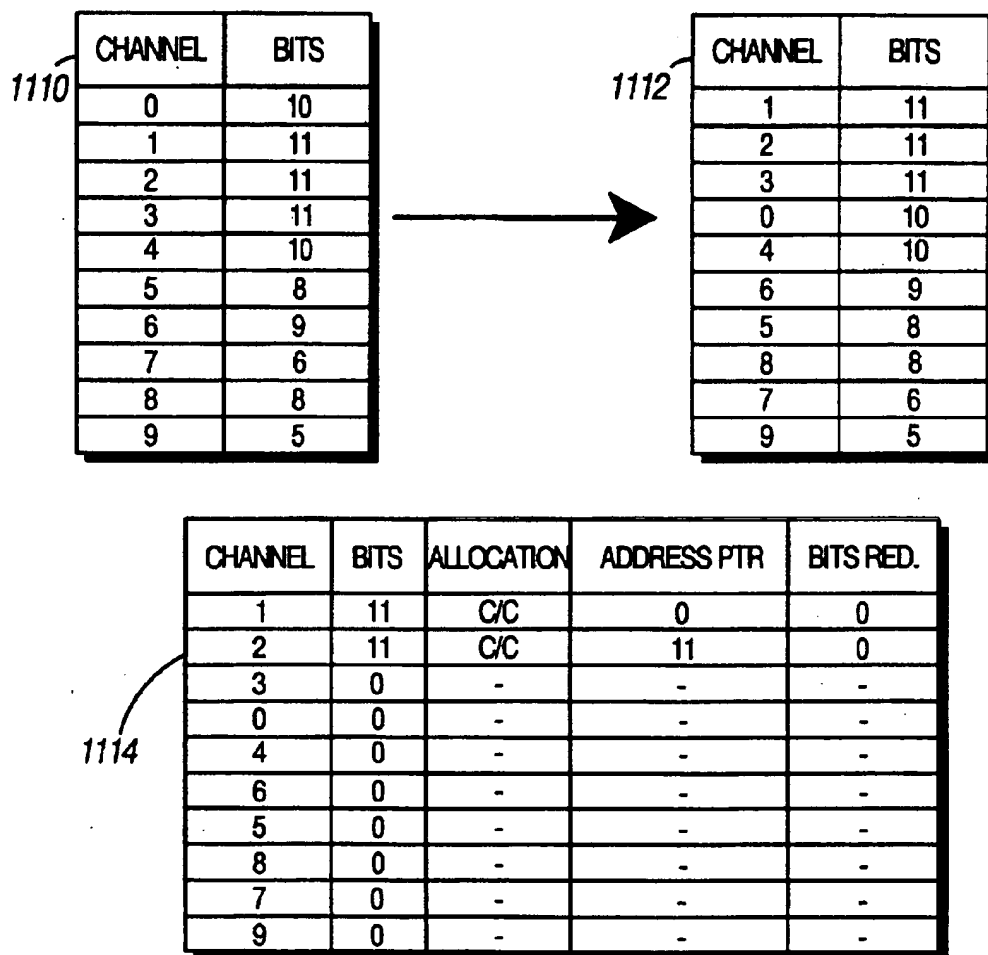 CHANNEL BITS
1110
0 10
1 11
2 11
3 11
4 10
5 8
6 9
7 6
8 8
9 5
CHANNEL BITS
1112
1 11
2 11
3 11
0 10
4 10
6 9
5 8
8 8
7 6
9 5
CHANNEL BITS ALLOCATION ADDRESS PTR BITS RED.
1 11 C/C 0 0
2 11 C/C 11 0
3 0 - - -
0 0 - - -
4 0 - - -
6 0 - - -
5 0 - - -
8 0 - - -
7 0 - - -
9 0 - - -
1114